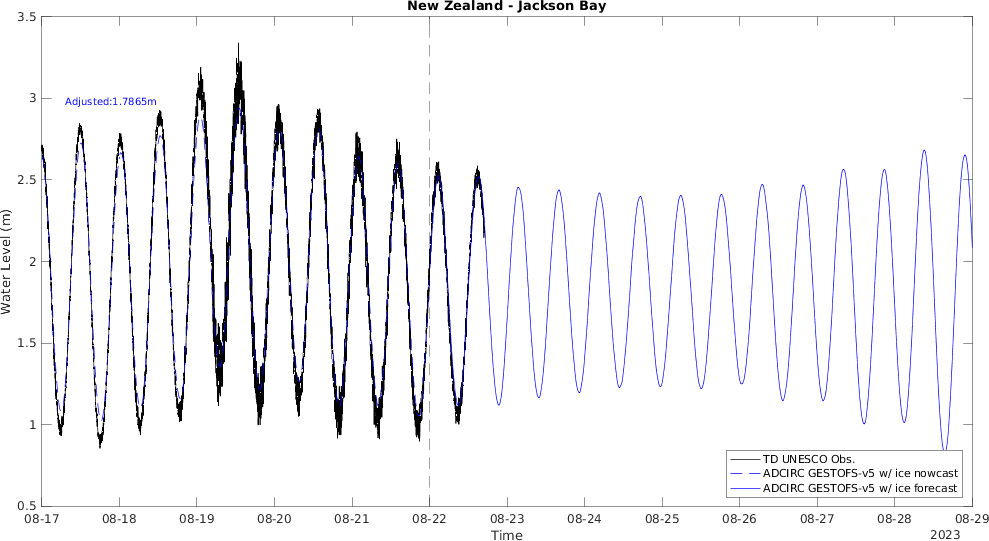 New Zealand - Jackson Bay
3.5
3
2.5
2
1.5
1
0.5
Water Level (m)
Adjusted:1.7865m
TD UNESCO Obs.
ADCIRC GESTOFS-v5 w/ ice nowcast
ADCIRC GESTOFS-v5 w/ ice forecast
08-17 08-18 08-19 08-20 08-21 08-22 08-23 08-24 08-25 08-26 08-27 08-28 08-29
Time
2023